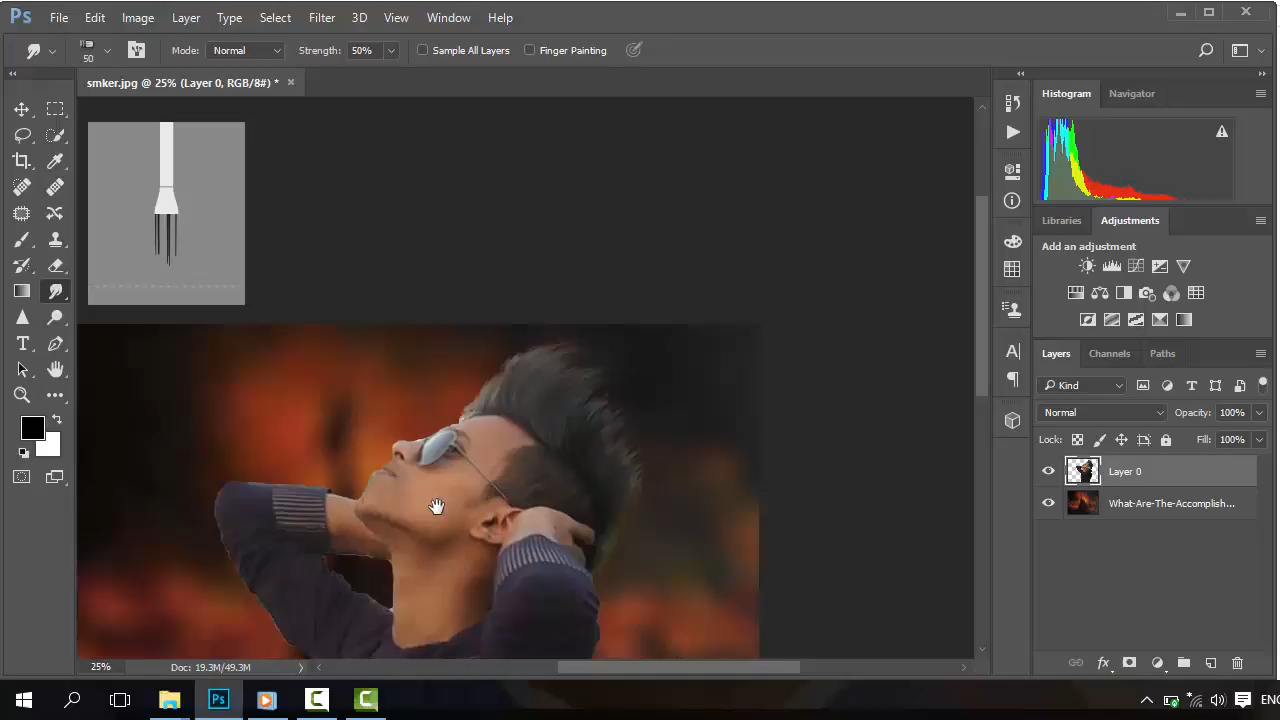 Ps File Edit Image Layer Type Select Filter 3D View Window Help
50 Mode: Normal Strength: 50% Sample All Layers Finger Painting
smker.jpg @ 25% (Layer 0, RGB/8#) * ×
Histogram Navigator
Libraries Adjustments
Add an adjustment
Layers Channels Paths
Kind
Normal Opacity: 100%
Lock: Fill: 100%
Layer 0
What-Are-The-Accomplish...
25% Doc: 19.3M/49.3M
Ps ENG